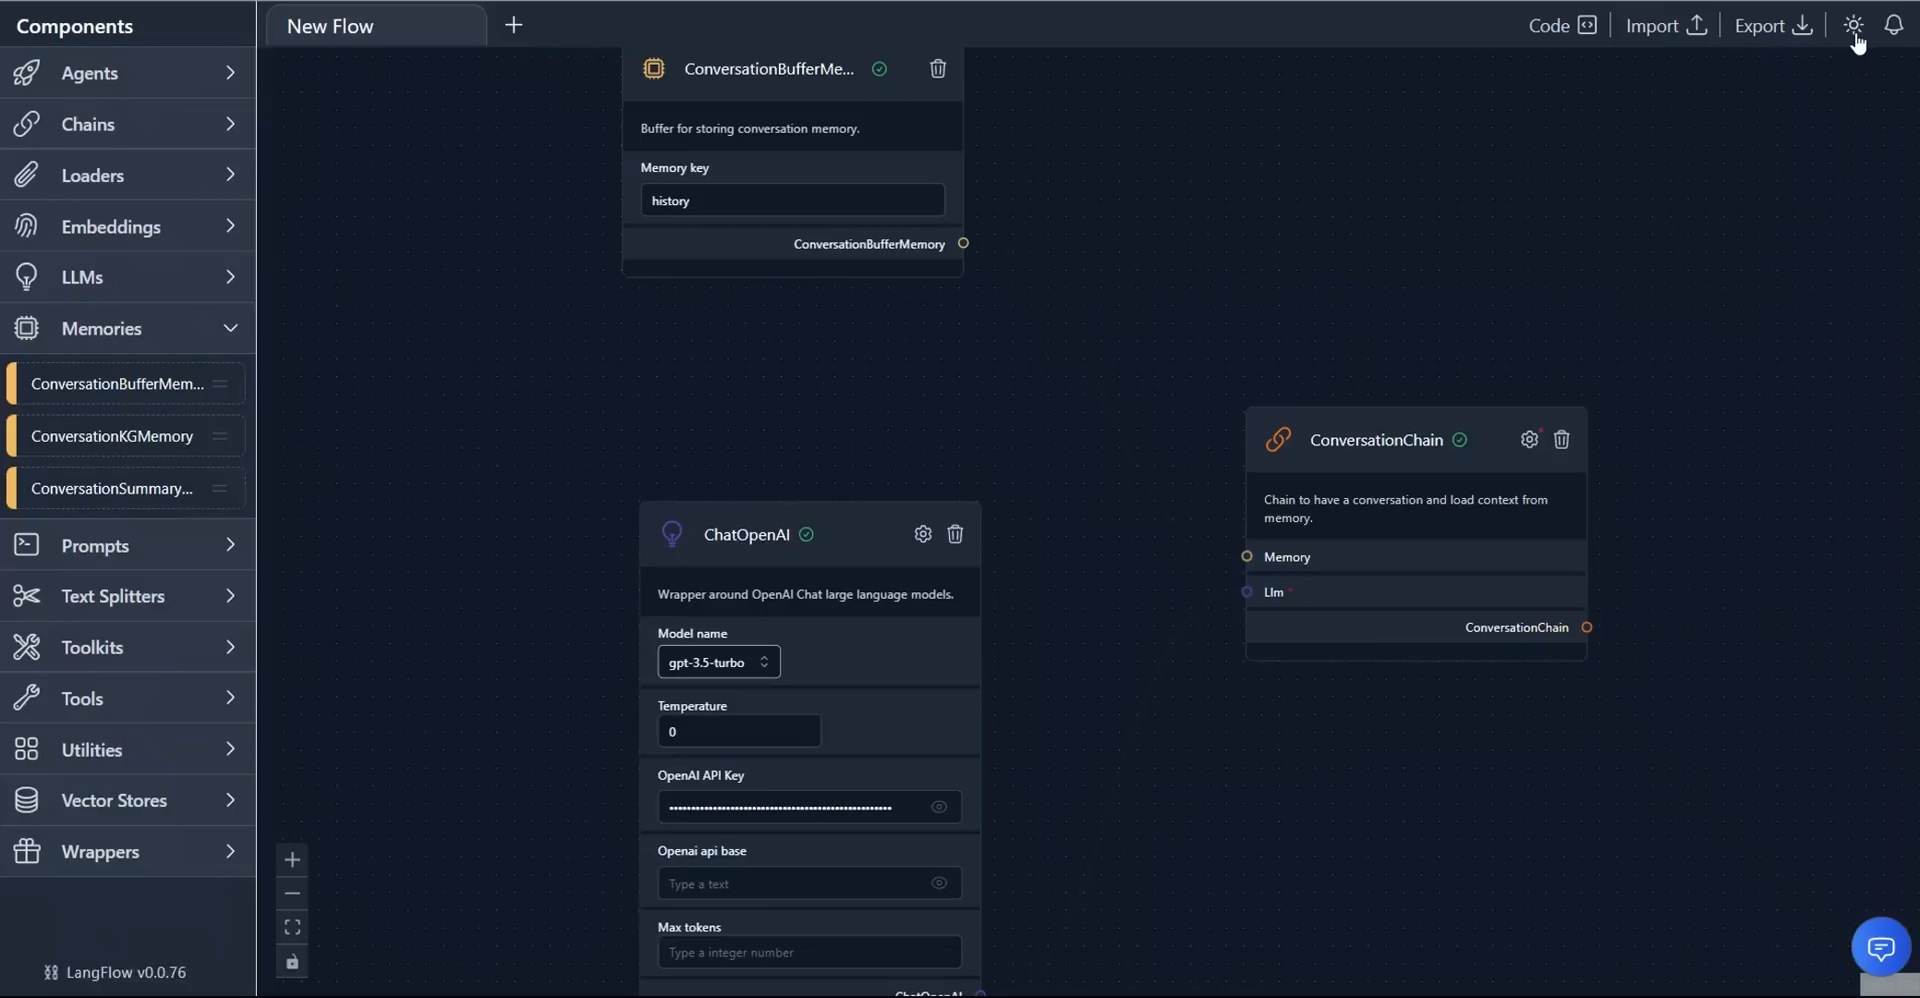 Components
New Flow
Code
Import
Export
Agents
Chains
Loaders
Embeddings
LLMs
Memories
ConversationBufferMem...
ConversationKGMemory
ConversationSummary...
Prompts
Text Splitters
Toolkits
Tools
Utilities
Vector Stores
Wrappers
LangFlow v0.0.76
ConversationBufferMe...
Buffer for storing conversation memory.
Memory key
history
ConversationBufferMemory
ChatOpenAI
Wrapper around OpenAI Chat large language models.
Model name
gpt-3.5-turbo
Temperature
0
OpenAI API Key
Openai api base
Type a text
Max tokens
Type a integer number
ChatOpenAI
ConversationChain
Chain to have a conversation and load context from
memory.
Memory
Llm *
ConversationChain